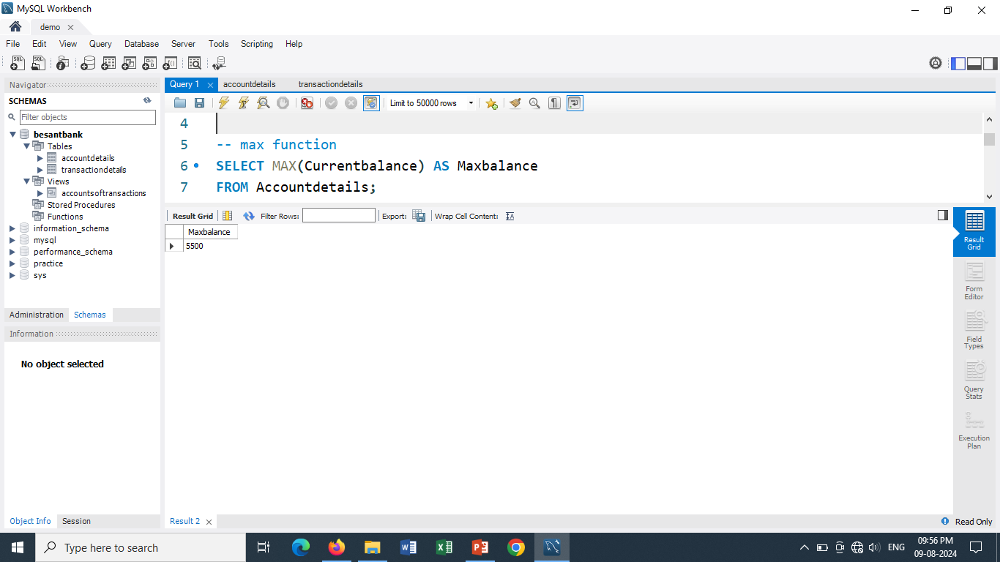 MySQL Workbench
demo
File Edit View Query Database Server Tools Scripting Help
Navigator
SCHEMAS
Filter objects
besantbank
Tables
accountdetails
transactiondetails
Views
accountsoftransactions
Stored Procedures
Functions
information_schema
mysql
performance_schema
practice
sys
Administration Schemas
Information
No object selected
Object Info Session
Query 1 accountdetails transactiondetails
Limit to 50000 rows
4
5 -- max function
6 SELECT MAX(Currentbalance) AS Maxbalance
7 FROM Accountdetails;
Result Grid Filter Rows: Export: Wrap Cell Content:
Maxbalance
5500
Result
Grid
Form
Editor
Field
Types
Query
Stats
Execution
Plan
Result 2 Read Only
Type here to search
ENG
09:56 PM
09-08-2024